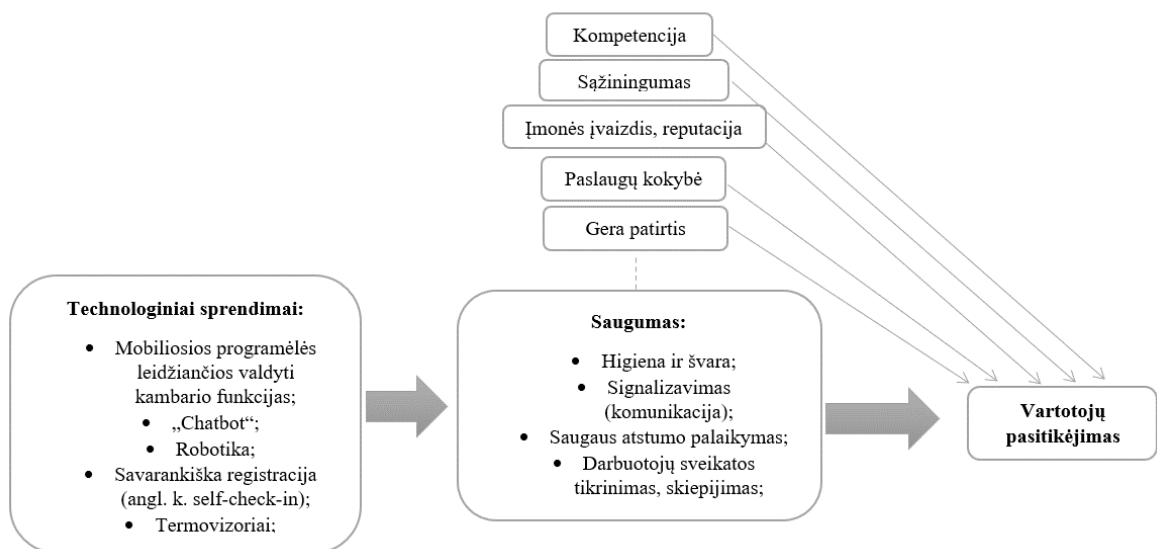 Kompetencija
Sąžiningumas
Įmonės įvaizdis, reputacija
Paslaugų kokybė
Gera patirtis
Technologiniai sprendimai:
• Mobiliosios programėlės
leidžiančios valdyti
kambario funkcijas;
• „Chatbot“;
• Robotika;
• Savarankiška registracija
(angl. k. self-check-in);
• Termovizoriai;
Saugumas:
• Higiena ir švara;
• Signalizavimas
(komunikacija);
• Saugaus atstumo palaikymas;
• Darbuotojų sveikatos
tikrinimas, skiepijimas;
Vartotojų
pasitikėjimas